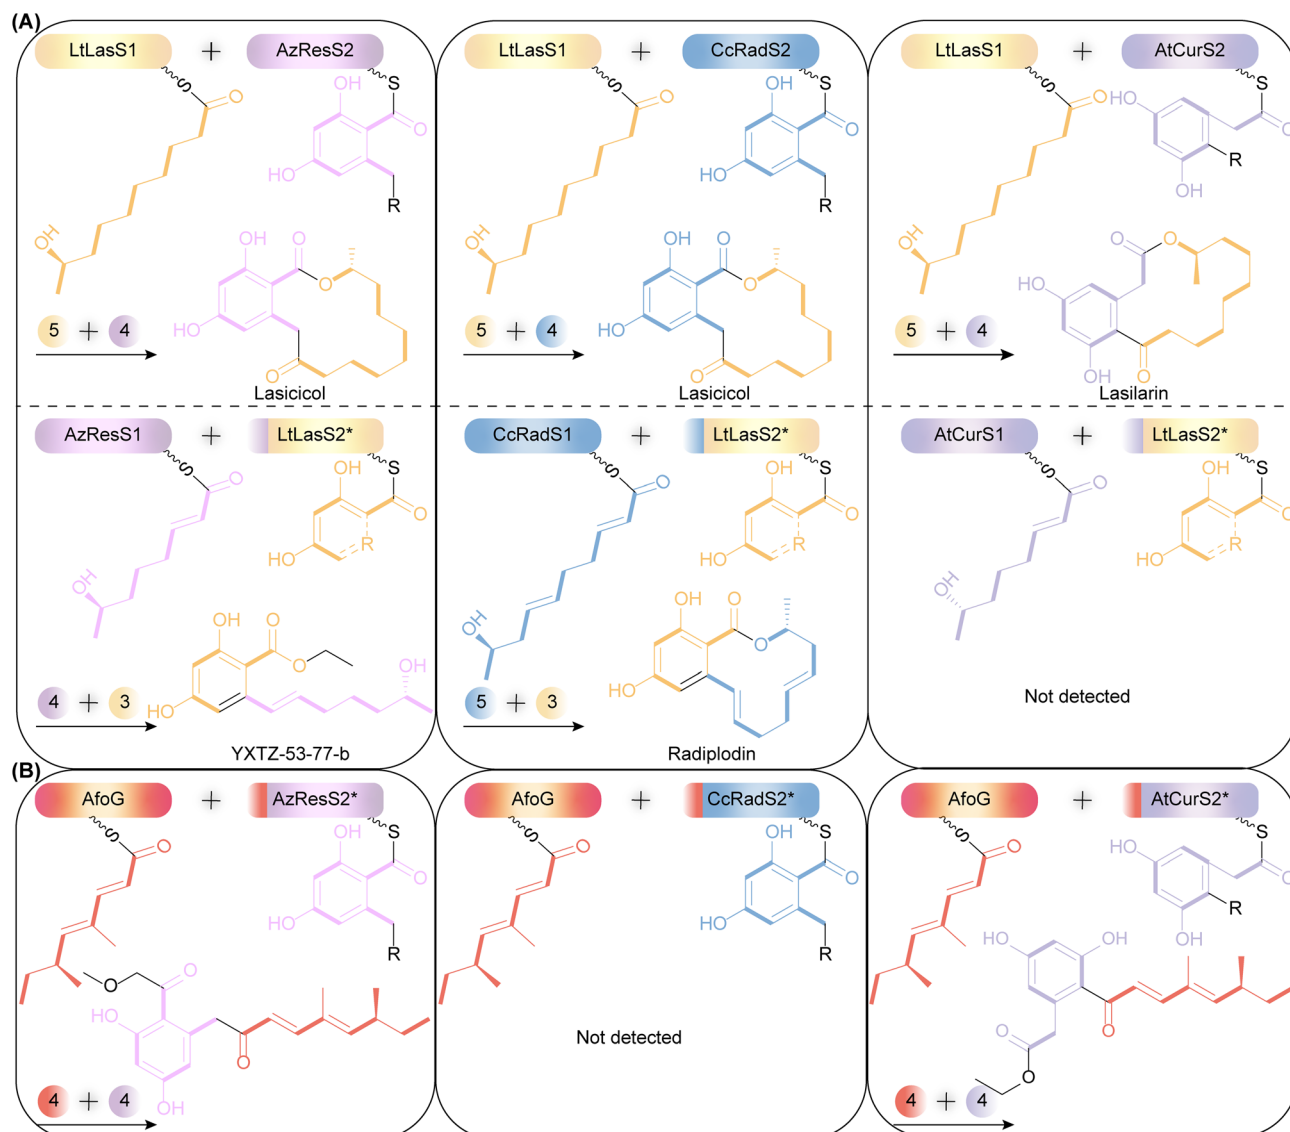 (A)
LtLasS1 + AzResS2
S S
O OH O
HO R
OH
OH O
O
HO
O
5 + 4
Lasicicol
LtLasS1 + CcRadS2
S S
O OH O
HO R
OH
OH O
O
HO
O
5 + 4
Lasicicol
LtLasS1 + AtCurS2
S S
O HO O
R
OH
OH
O O
HO
OH O
5 + 4
Lasilarin
AzResS1 + LtLasS2*
S S
O OH O
HO R
OH
OH O
O OH
HO
4 + 3
YXTZ-53-77-b
CcRadS1 + LtLasS2*
S S
O OH O
HO R
OH
OH O
O
HO
5 + 3
Radiplodin
AtCurS1 + LtLasS2*
S S
O OH O
HO R
OH
Not detected
(B)
AfoG + AzResS2*
S S
O OH O
HO R
O O
HO
O
OH
4 + 4
AfoG + CcRadS2*
S S
O OH O
HO R
Not detected
AfoG + AtCurS2*
S S
O HO O
R
OH
HO OH
O
O
O
4 + 4